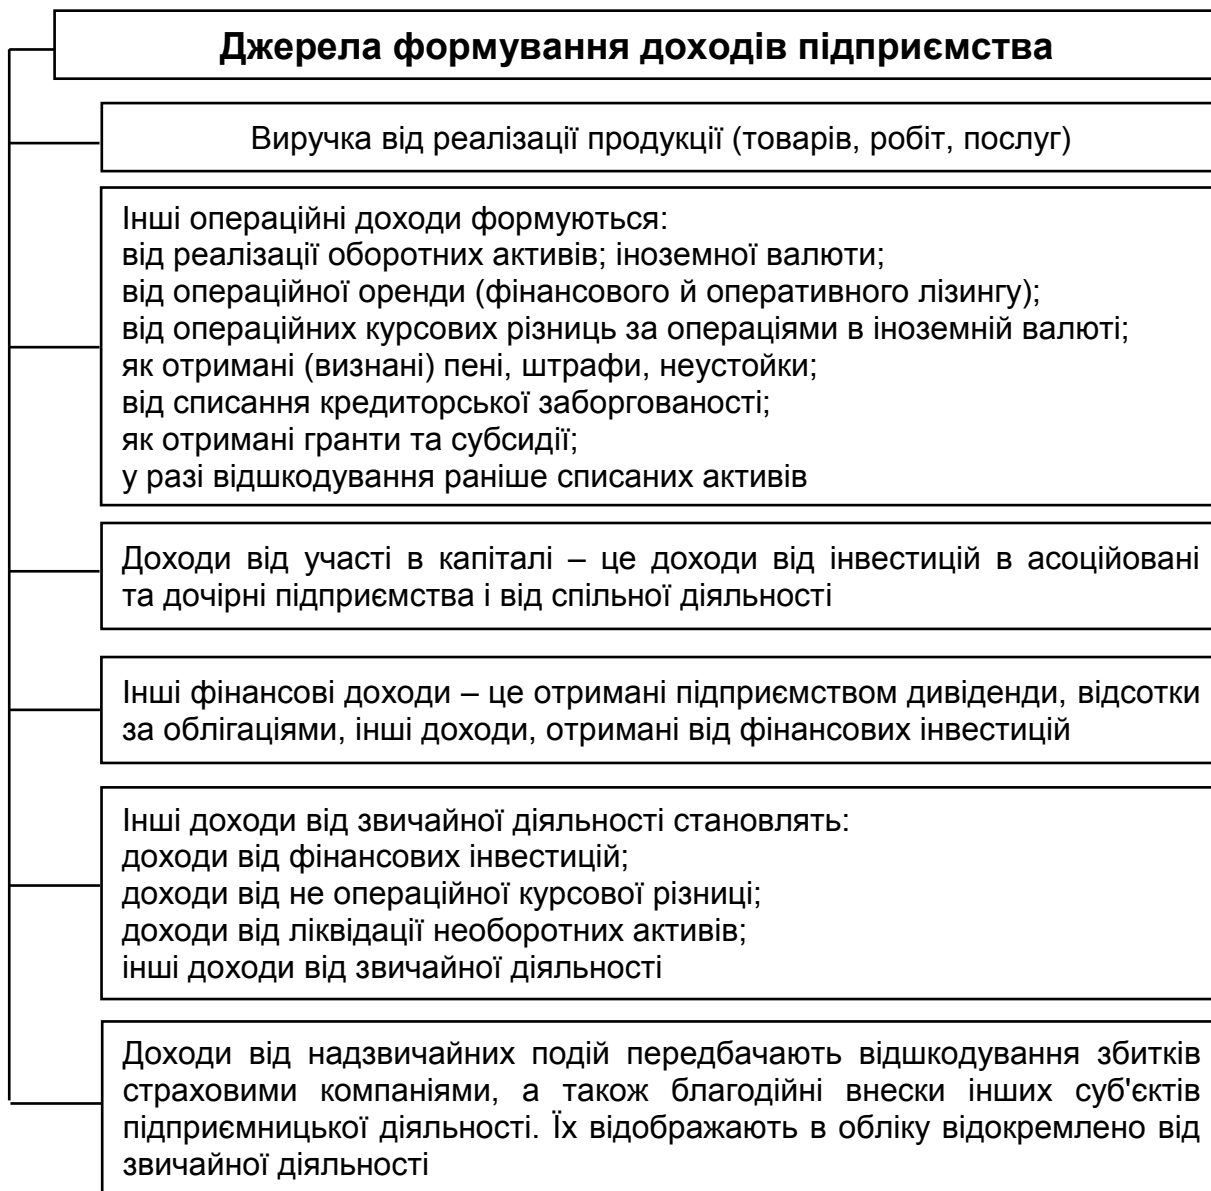 Джерела формування доходів підприємства
Виручка від реалізації продукції (товарів, робіт, послуг)
Інші операційні доходи формуються:
від реалізації оборотних активів; іноземної валюти;
від операційної оренди (фінансового й оперативного лізингу);
від операційних курсових різниць за операціями в іноземній валюті;
як отримані (визнані) пені, штрафи, неустойки;
від списання кредиторської заборгованості;
як отримані гранти та субсидії;
у разі відшкодування раніше списаних активів
Доходи від участі в капіталі – це доходи від інвестицій в асоційовані
та дочірні підприємства і від спільної діяльності
Інші фінансові доходи – це отримані підприємством дивіденди, відсотки
за облігаціями, інші доходи, отримані від фінансових інвестицій
Інші доходи від звичайної діяльності становлять:
доходи від фінансових інвестицій;
доходи від не операційної курсової різниці;
доходи від ліквідації необоротних активів;
інші доходи від звичайної діяльності
Доходи від надзвичайних подій передбачають відшкодування збитків
страховими компаніями, а також благодійні внески інших суб'єктів
підприємницької діяльності. Їх відображають в обліку відокремлено від
звичайної діяльності